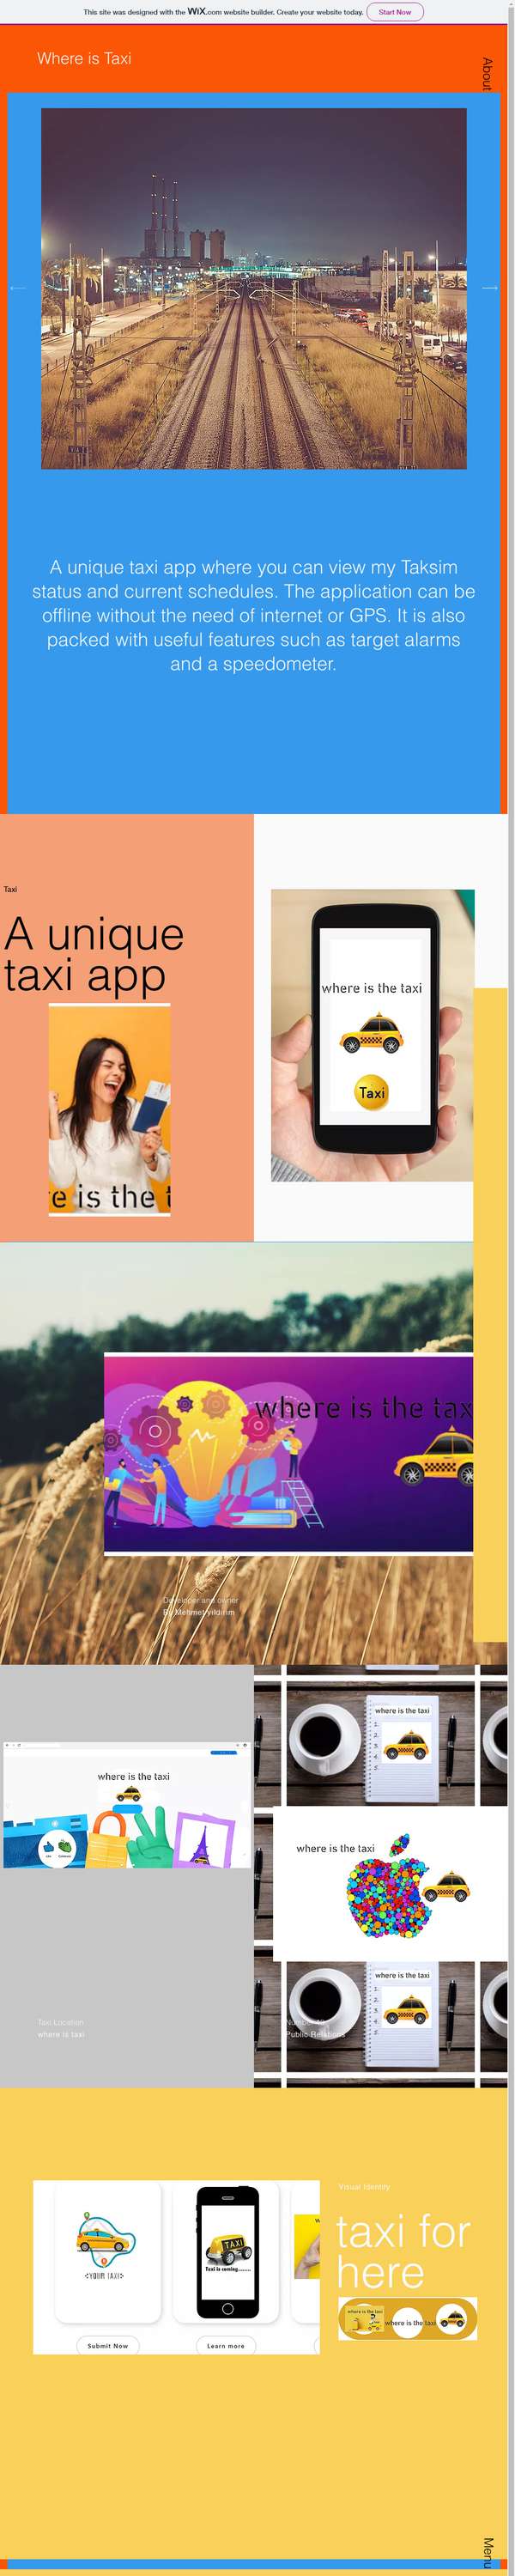 This site was designed with the WiX.com website builder. Create your website today. Start Now
Where is Taxi
About
A unique taxi app where you can view my Taksim
status and current schedules. The application can be
offline without the need of internet or GPS. It is also
packed with useful features such as target alarms
and a speedometer.
Taxi
A unique
taxi app
where is the taxi
Taxi
e is the t
where is the tax
Developer and owner
By Mehmet yildirim
where is the taxi
where is the taxi
where is the taxi
where is the taxi
Taxi Location
where is taxi
Public Relations
Visual Identity
taxi for
here
<YOUR TAXI>
TAXI
Taxi is coming........
Submit Now
Learn more
where is the taxi
where is the taxi
Menu